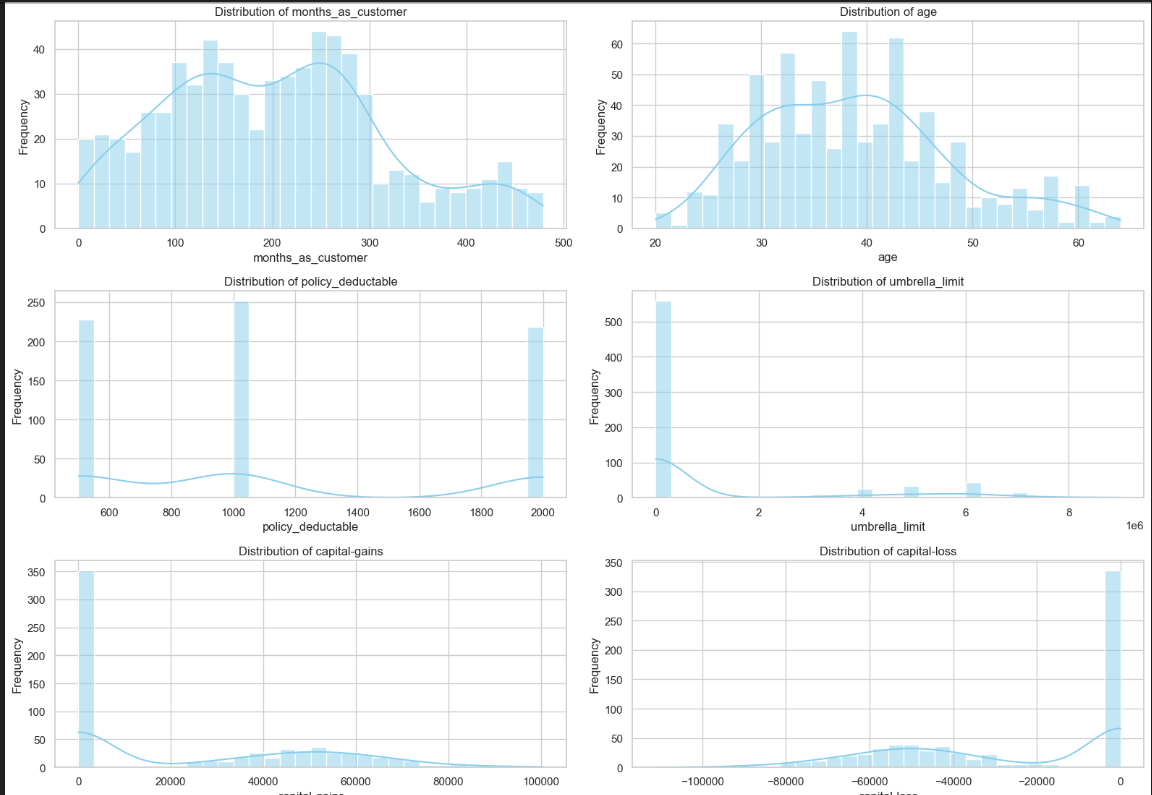 Distribution of months_as_customer
Frequency
40
30
20
10
0
0 100 200 300 400 500
months_as_customer
Distribution of age
Frequency
60
50
40
30
20
10
0
20 30 40 50 60
age
Distribution of policy_deductable
Frequency
250
200
150
100
50
0
600 800 1000 1200 1400 1600 1800 2000
policy_deductable
Distribution of umbrella_limit
Frequency
500
400
300
200
100
0
0 2 4 6 8
1e6
umbrella_limit
Distribution of capital-gains
Frequency
350
300
250
200
150
100
50
0
0 20000 40000 60000 80000 100000
capital-gains
Distribution of capital-loss
Frequency
350
300
250
200
150
100
50
0
−100000 −80000 −60000 −40000 −20000 0
capital-loss